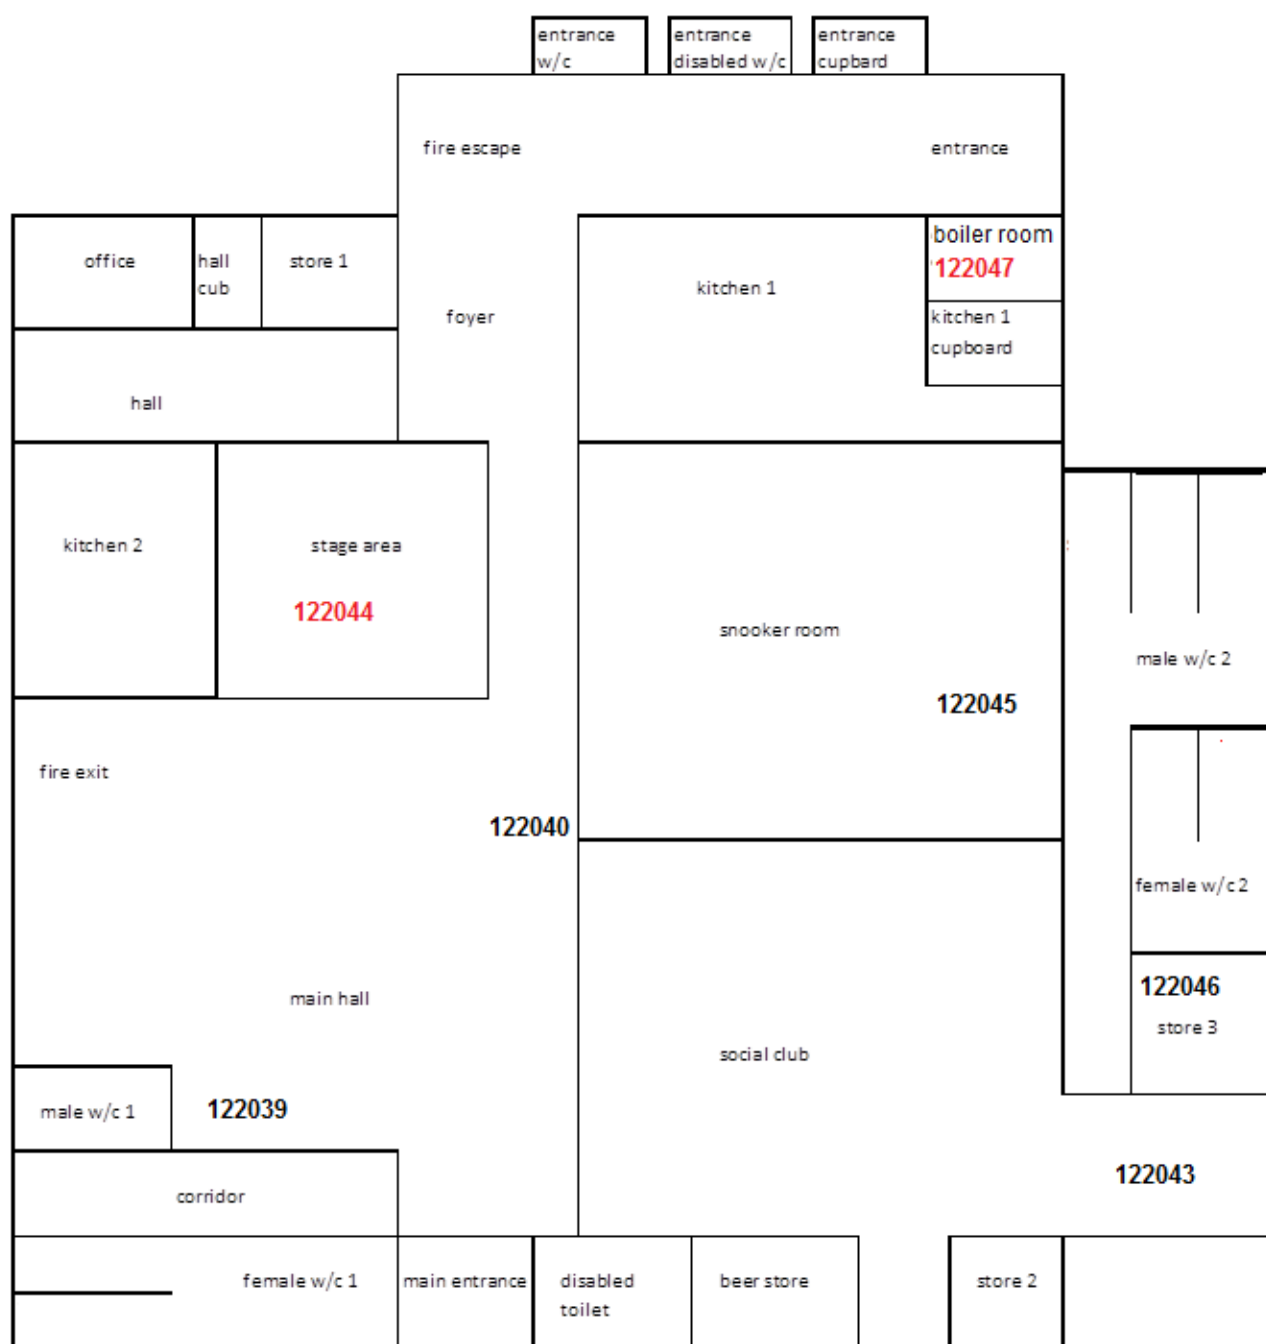 entrance
w/c
entrance
disabled w/c
entrance
cupbard
fire escape
entrance
office
hall
cub
store 1
foyer
kitchen 1
boiler room
122047
kitchen 1
cupboard
hall
kitchen 2
stage area
122044
snooker room
122045
male w/c 2
fire exit
122040
female w/c 2
main hall
122046
store 3
social club
male w/c 1
122039
122043
corridor
female w/c 1
main entrance
disabled
toilet
beer store
store 2